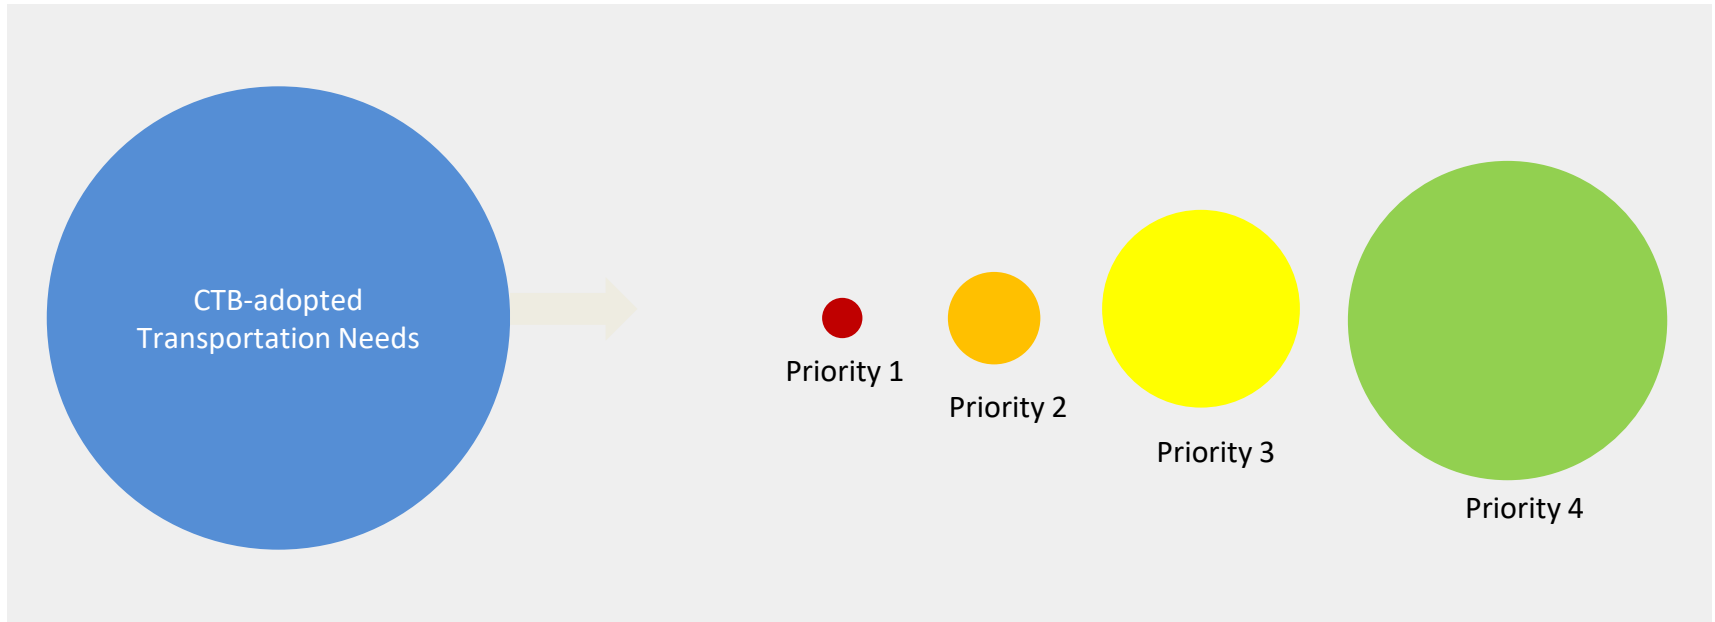 CTB-adopted
Transportation Needs
Priority 1
Priority 2
Priority 3
Priority 4